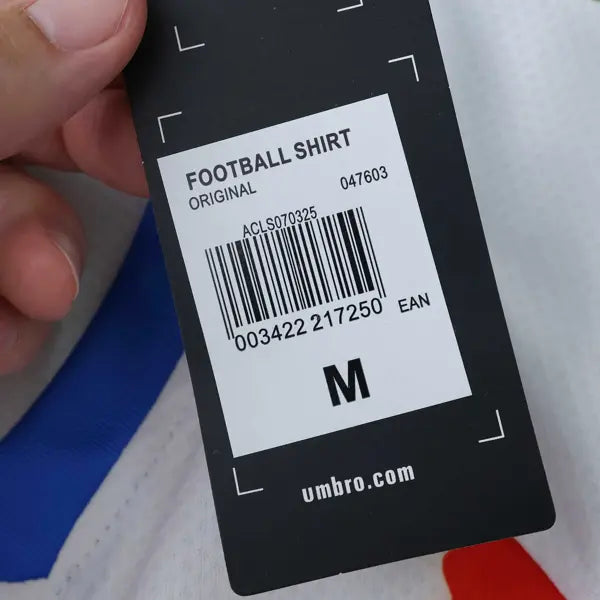 FOOTBALL SHIRT
ORIGINAL
047603
ACLS070325
003422 217250 EAN
M
umbro.com